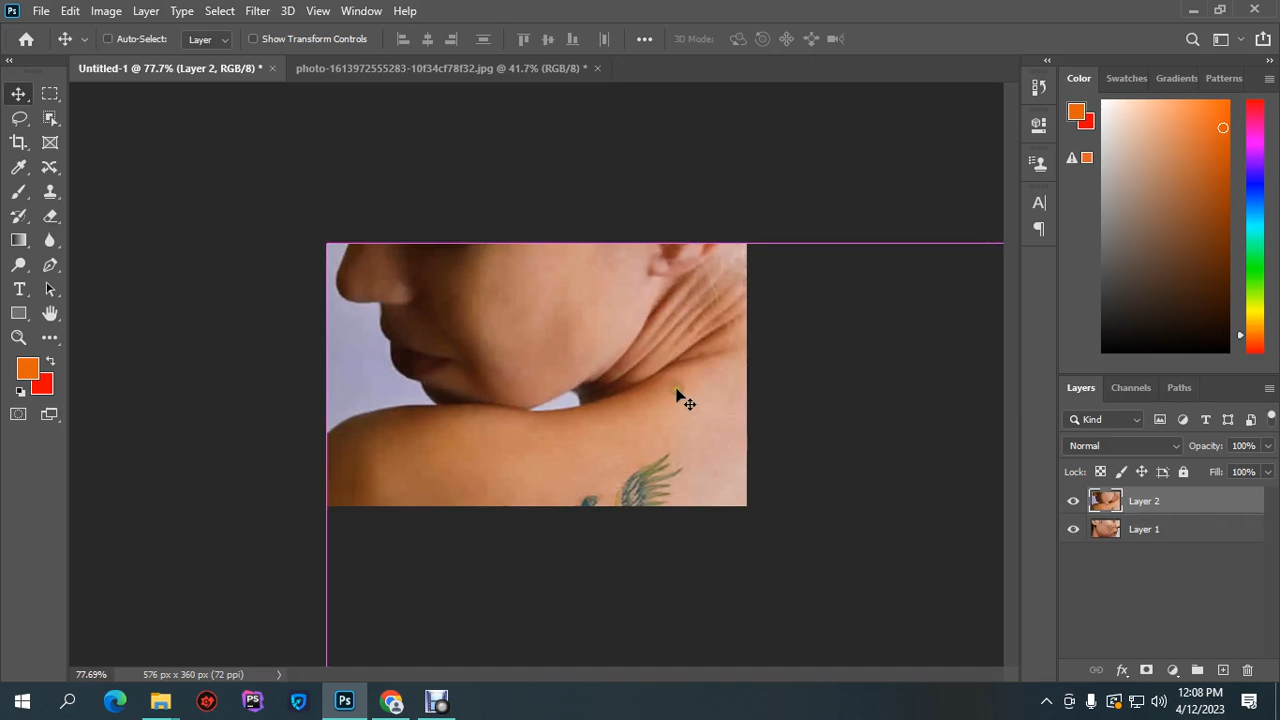 Ps File Edit Image Layer Type Select Filter 3D View Window Help
Auto-Select: Layer Show Transform Controls 3D Mode:
Untitled-1 @ 77.7% (Layer 2, RGB/8) * × photo-1613972555283-10f34cf78f32.jpg @ 41.7% (RGB/8) * ×
Color Swatches Gradients Patterns
Layers Channels Paths
Kind
Normal Opacity: 100%
Lock: Fill: 100%
Layer 2
Layer 1
77.69% 576 px x 360 px (72 ppi)
PS Ps 12:08 PM
4/12/2023